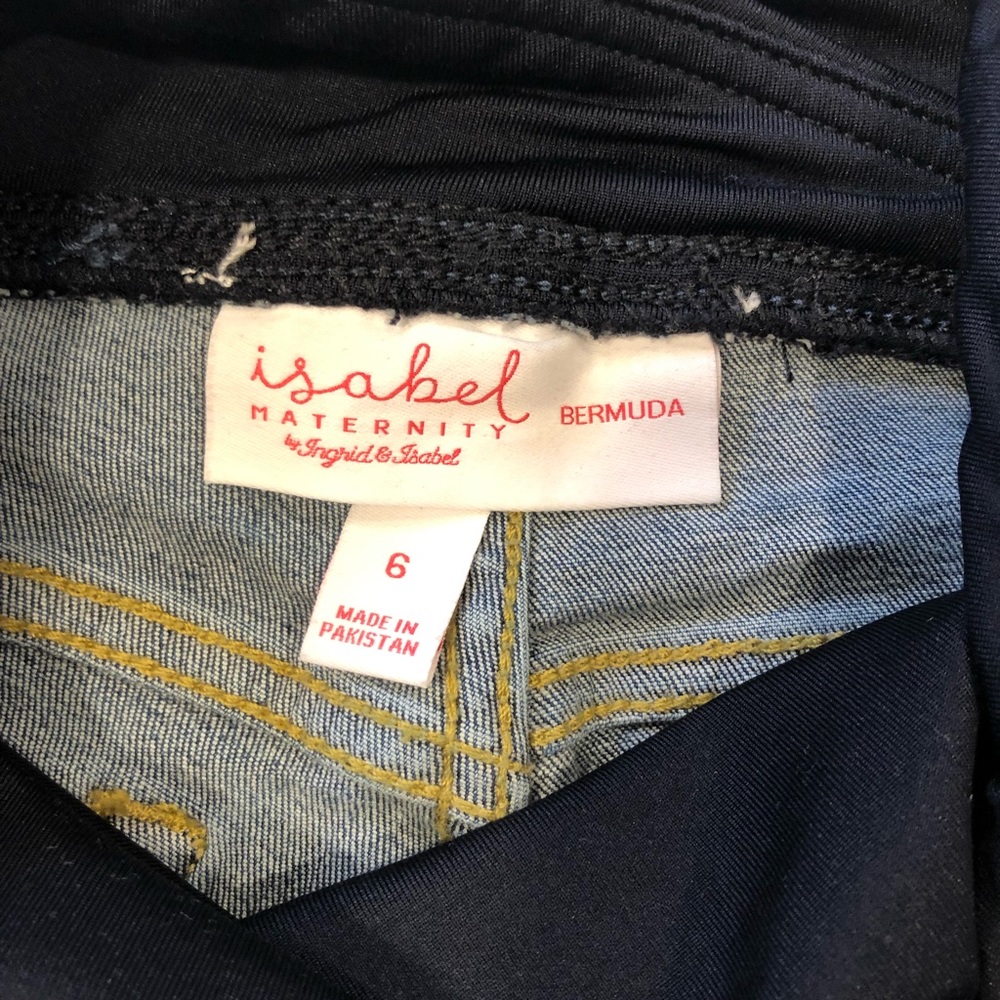 isabel
MATERNITY
by Ingrid & Isabel
BERMUDA
6
MADE IN
PAKISTAN